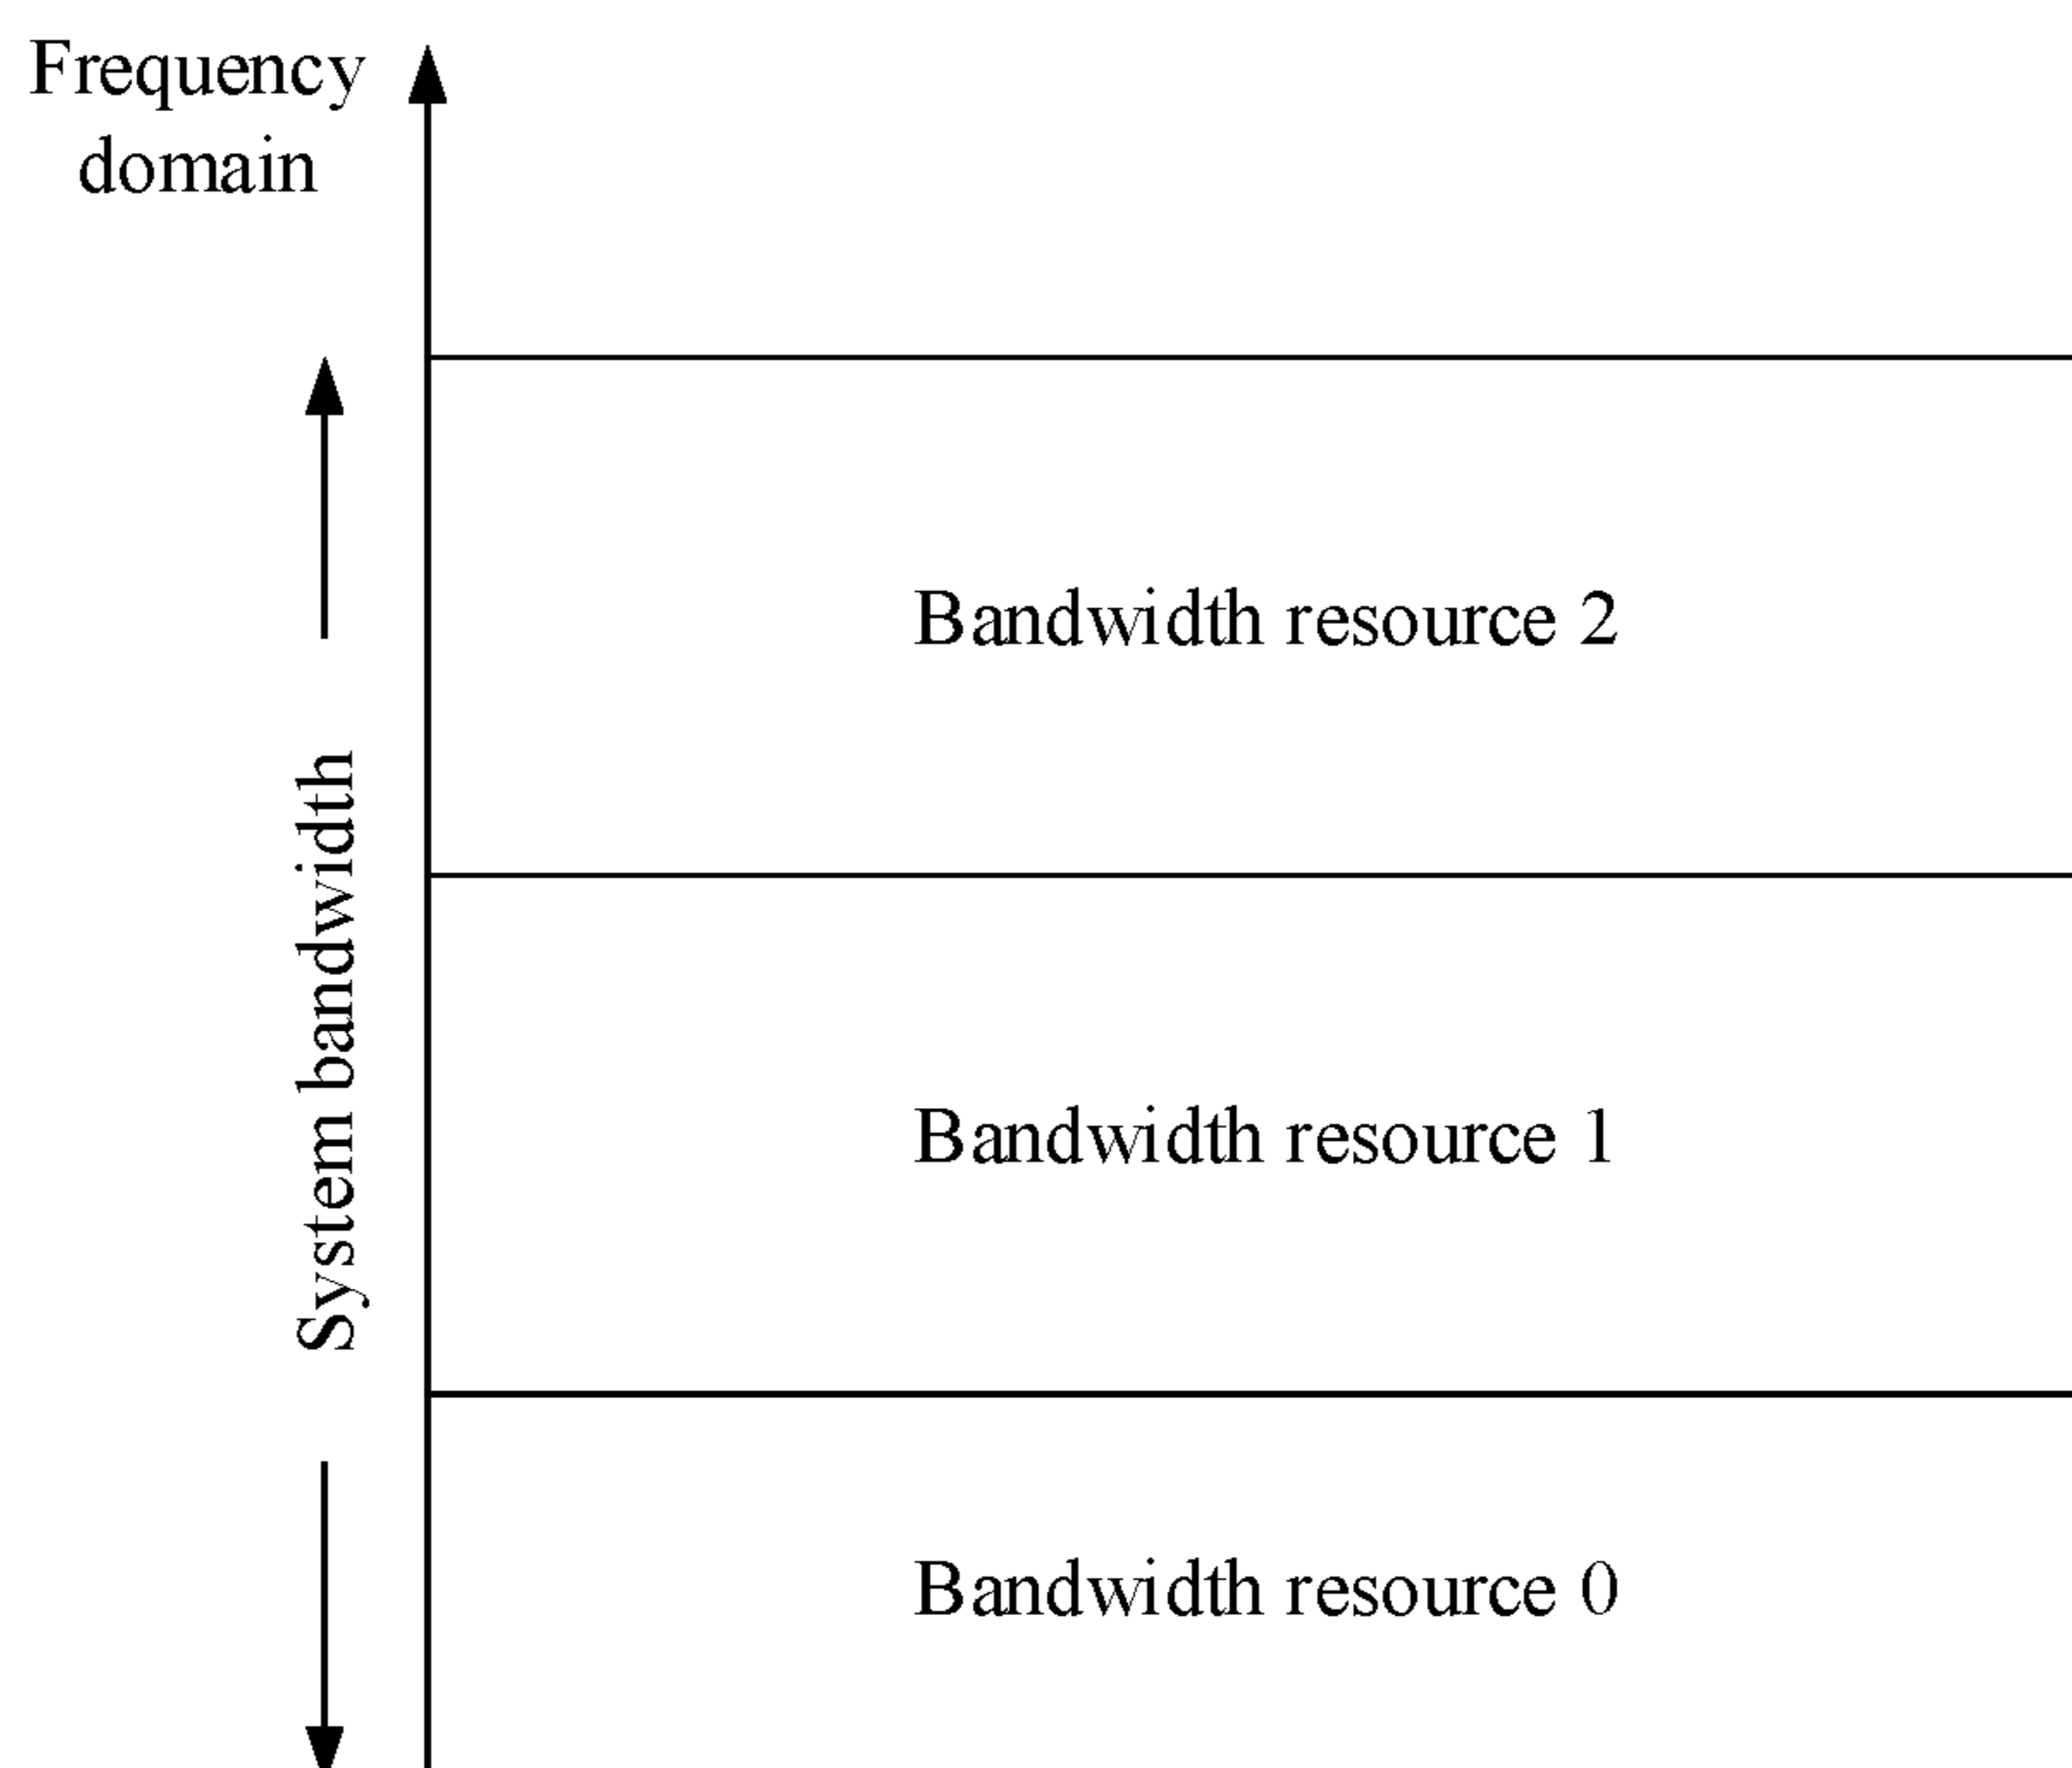 Frequency
domain
Bandwidth resource 2
System bandwidth
Bandwidth resource 1
Bandwidth resource 0